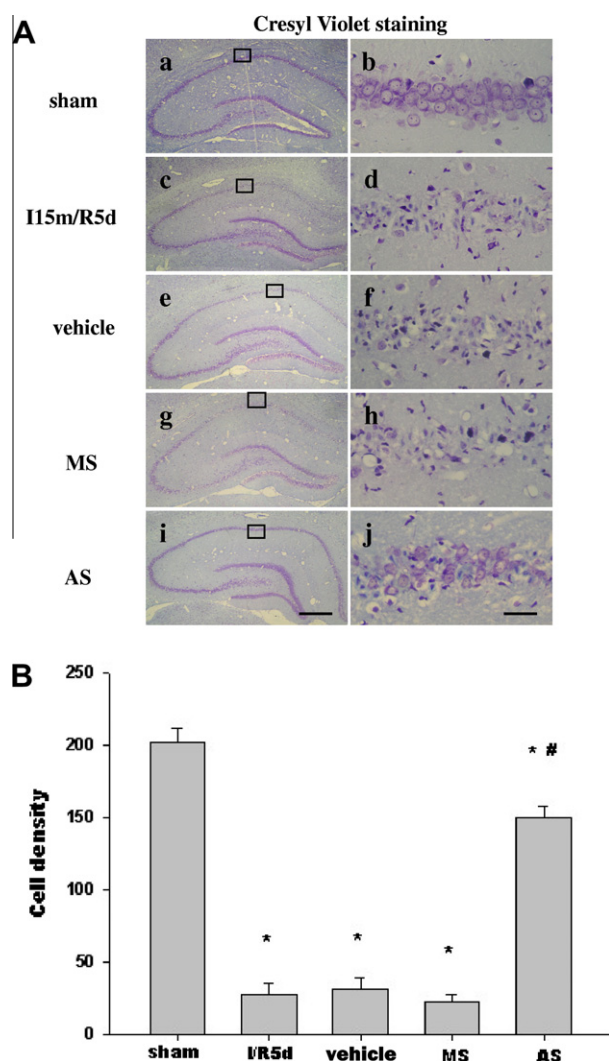 A
Cresyl Violet staining
sham
a
b
I15m/R5d
c
d
vehicle
e
f
MS
g
h
AS
i
j
B
250
200
150
100
50
0
Cell density
*
*
*
* #
sham
I/R5d
vehicle
MS
AS